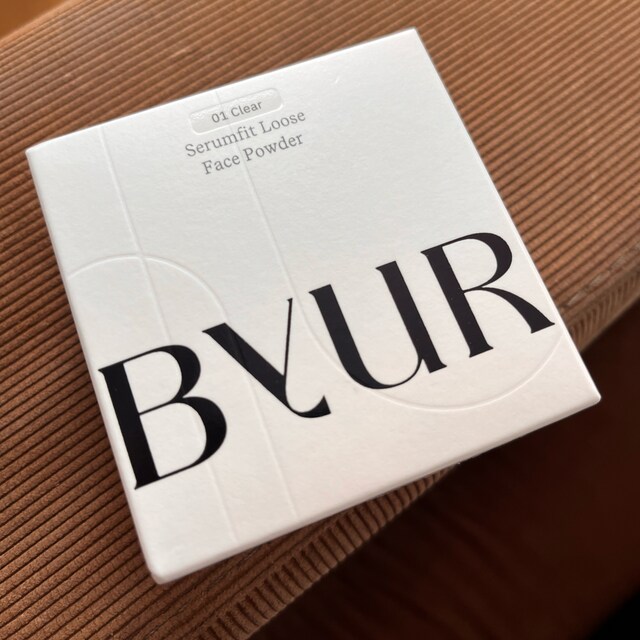 01 Clear
Serumfit Loose
Face Powder
BYUR